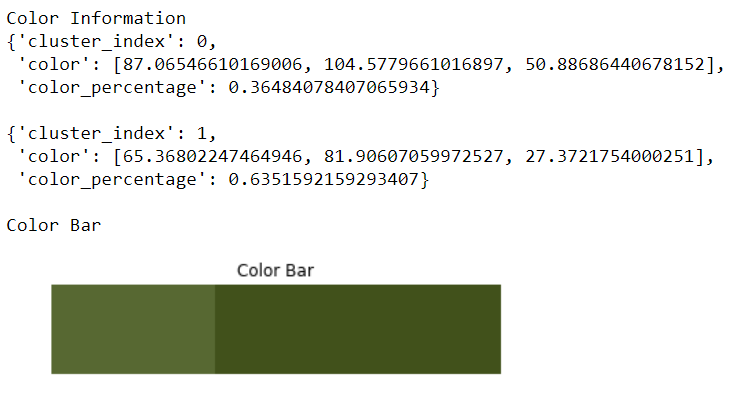 Color Information
{'cluster_index': 0,
 'color': [87.06546610169006, 104.5779661016897, 50.88686440678152],
 'color_percentage': 0.36484078407065934}
{'cluster_index': 1,
 'color': [65.36802247464946, 81.90607059972527, 27.3721754000251],
 'color_percentage': 0.6351592159293407}
Color Bar
Color Bar